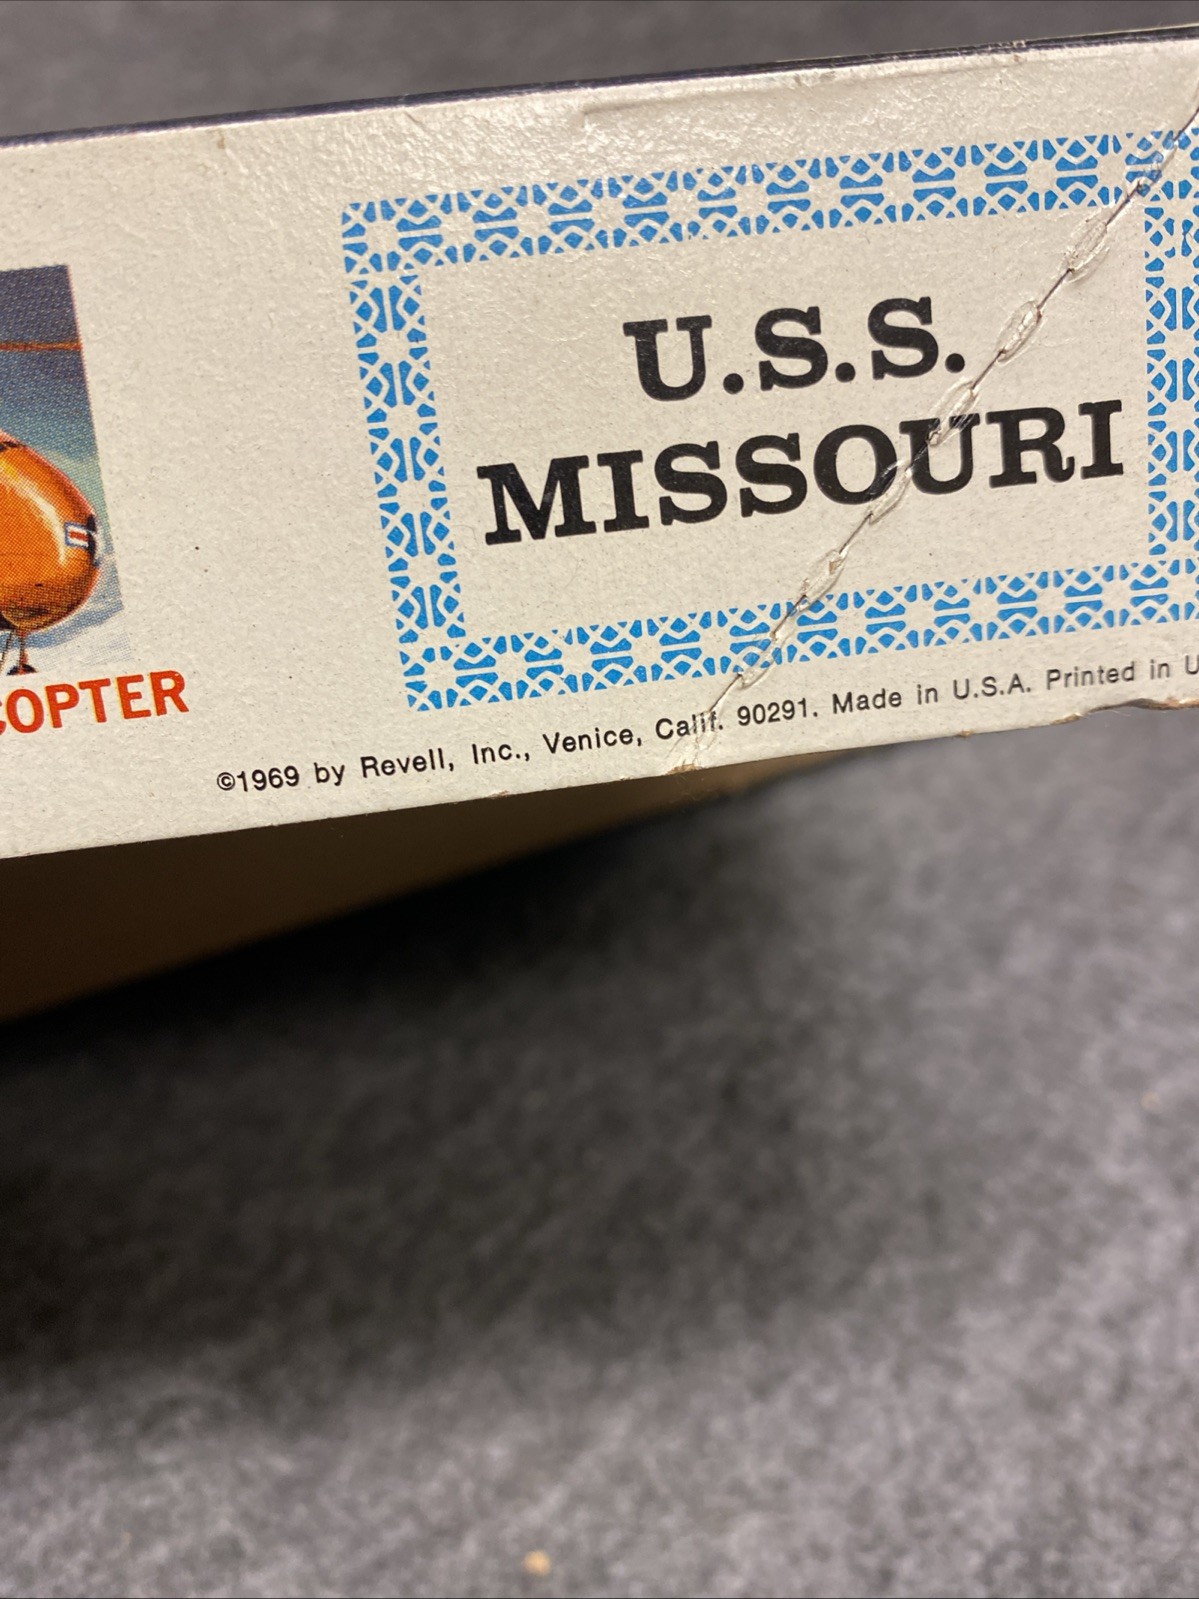 U.S.S.
MISSOURI
COPTER
©1969 by Revell, Inc., Venice, Calif. 90291. Made in U.S.A. Printed in U